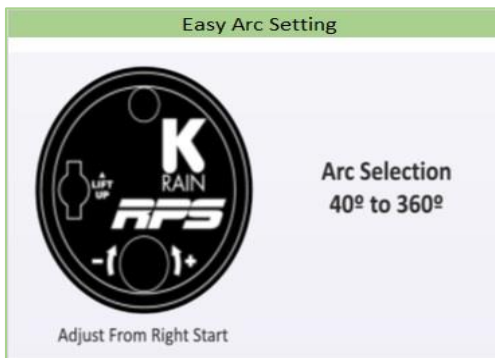 Easy Arc Setting
K
RAIN
LIFT
UP
RPS
- +
Arc Selection
40º to 360º
Adjust From Right Start